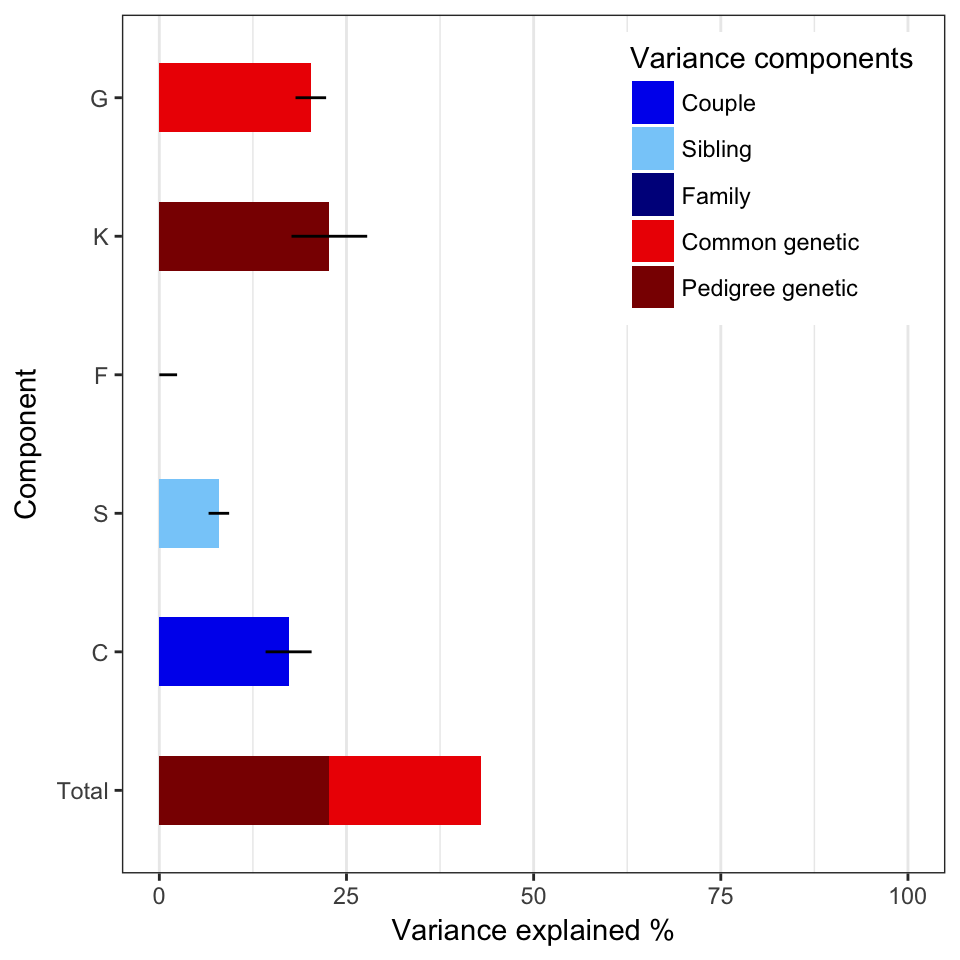 Variance components
Couple
Sibling
Family
Common genetic
Pedigree genetic
Component
G
K
F
S
C
Total
0 25 50 75 100
Variance explained %